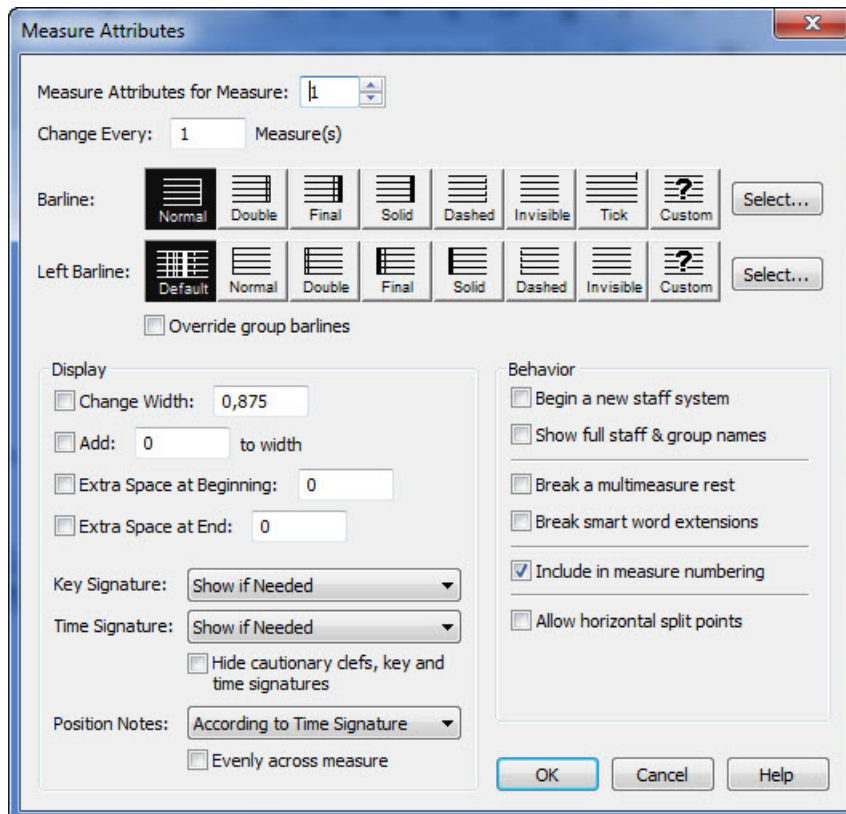 Measure Attributes
Measure Attributes for Measure: 1
Change Every: 1 Measure(s)
Barline: Normal Double Final Solid Dashed Invisible Tick ? Custom Select...
Left Barline: Default Normal Double Final Solid Dashed Invisible ? Custom Select...
Override group barlines
Display
Change Width: 0,875
Add: 0 to width
Extra Space at Beginning: 0
Extra Space at End: 0
Key Signature: Show if Needed
Time Signature: Show if Needed
Hide cautionary clefs, key and
time signatures
Position Notes: According to Time Signature
Evenly across measure
Behavior
Begin a new staff system
Show full staff & group names
Break a multimeasure rest
Break smart word extensions
Include in measure numbering
Allow horizontal split points
OK Cancel Help